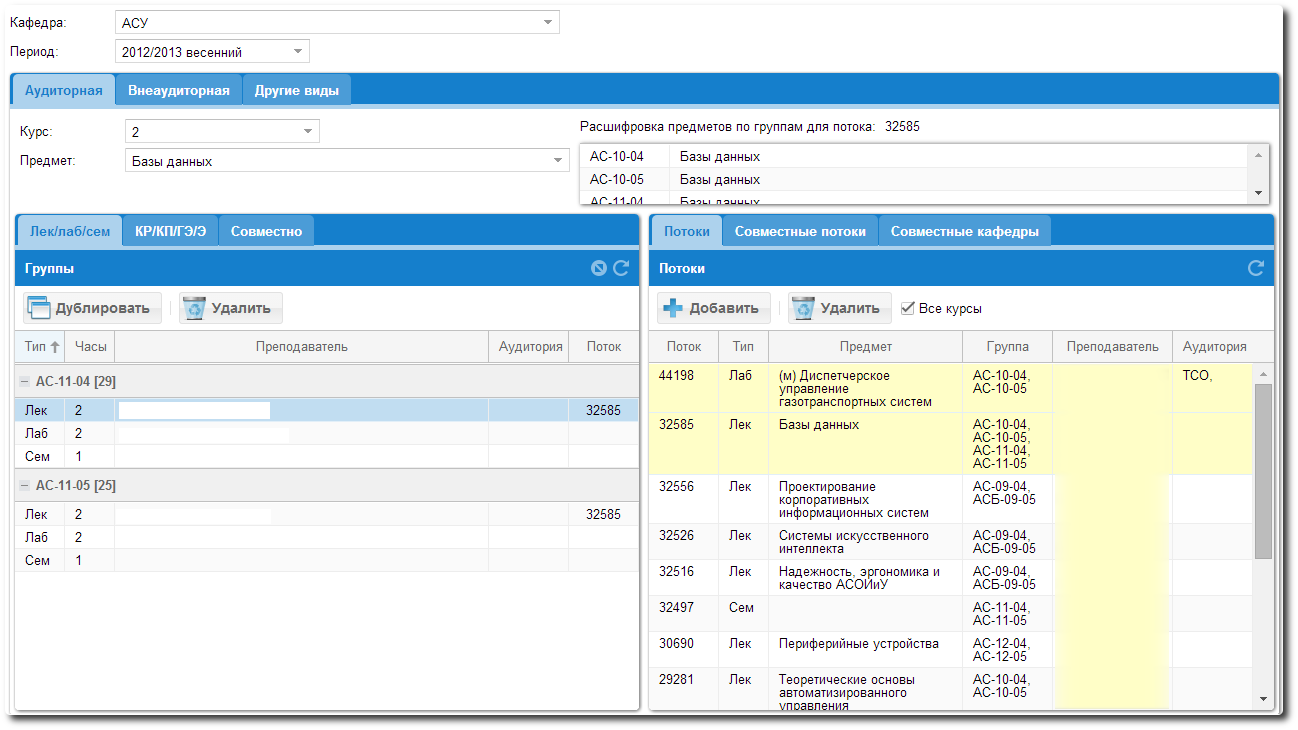 Кафедра: АСУ
Период: 2012/2013 весенний
Аудиторная Внеаудиторная Другие виды
Курс: 2
Предмет: Базы данных
Расшифровка предметов по группам для потока: 32585
АС-10-04 Базы данных
АС-10-05 Базы данных
АС-11-04 Базы данных
Лек/лаб/сем КР/КП/ГЭ/Э Совместно
Группы
Дублировать Удалить
Тип Часы Преподаватель Аудитория Поток
АС-11-04 [29]
Лек 2 32585
Лаб 2
Сем 1
АС-11-05 [25]
Лек 2 32585
Лаб 2
Сем 1
Потоки Совместные потоки Совместные кафедры
Потоки
Добавить Удалить Все курсы
Поток Тип Предмет Группа Преподаватель Аудитория
44198 Лаб (м) Диспетчерское АС-10-04, ТСО,
управление АС-10-05
газотранспортных систем
32585 Лек Базы данных АС-10-04,
АС-10-05,
АС-11-04,
АС-11-05
32556 Лек Проектирование АС-09-04,
корпоративных АСБ-09-05
информационных систем
32526 Лек Системы искусственного АС-09-04,
интеллекта АСБ-09-05
32516 Лек Надежность, эргономика и АС-09-04,
качество АСОИиУ АСБ-09-05
32497 Сем АС-11-04,
АС-11-05
30690 Лек Периферийные устройства АС-12-04,
АС-12-05
29281 Лек Теоретические основы АС-10-04,
автоматизированного АС-10-05
управления